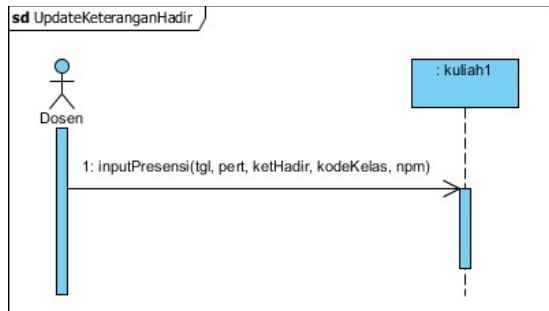 sd UpdateKeteranganHadir
: kuliah1
Dosen
1: inputPresensi(tgl, pert, ketHadir, kodeKelas, npm)